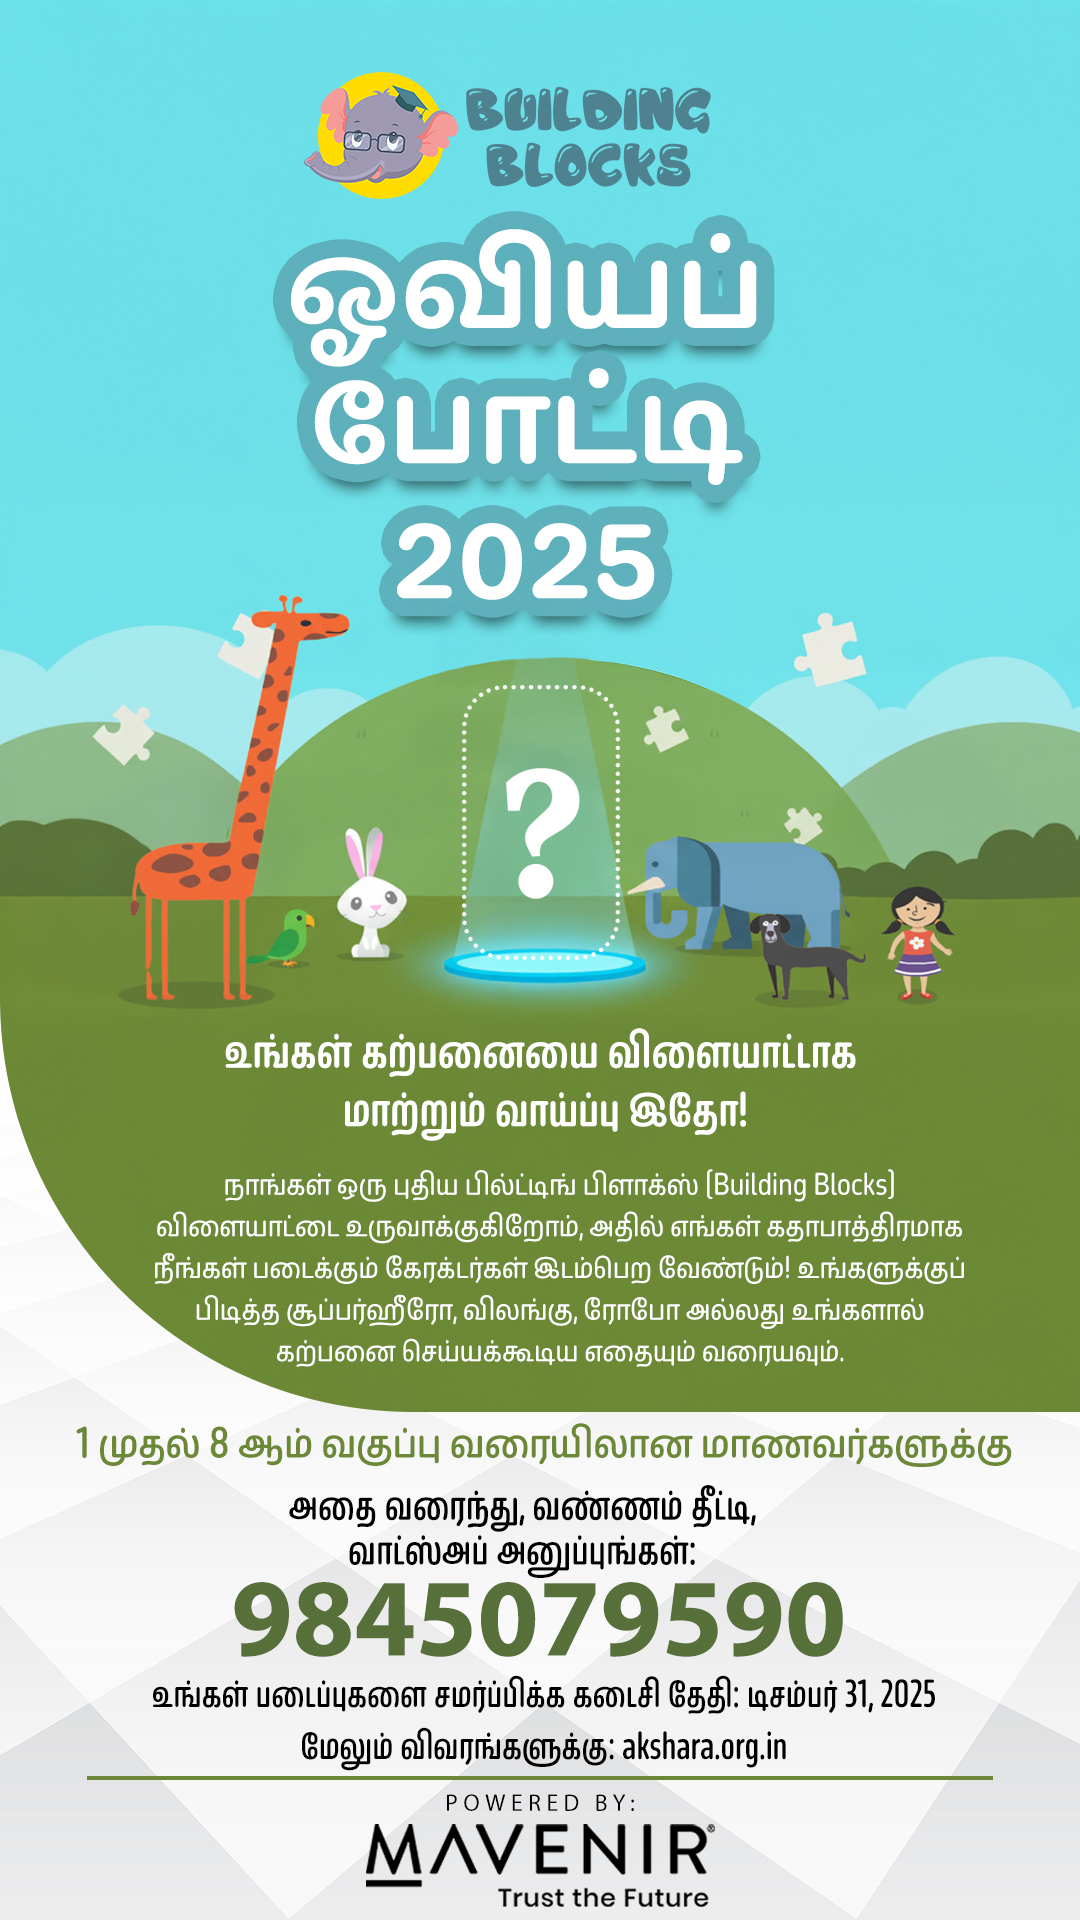 BUILDING
BLOCKS
ஓவியப்
போட்டி
2025
?
உங்கள் கற்பனையை விளையாட்டாக
மாற்றும் வாய்ப்பு இதோ!
நாங்கள் ஒரு புதிய பில்ட்டிங் பிளாக்ஸ் (Building Blocks)
விளையாட்டை உருவாக்குகிறோம், அதில் எங்கள் கதாபாத்திரமாக
நீங்கள் படைக்கும் கேரக்டர்கள் இடம்பெற வேண்டும்! உங்களுக்குப்
பிடித்த சூப்பர்ஹீரோ, விலங்கு, ரோபோ அல்லது உங்களால்
கற்பனை செய்யக்கூடிய எதையும் வரையவும்.
1 முதல் 8 ஆம் வகுப்பு வரையிலான மாணவர்களுக்கு
அதை வரைந்து, வண்ணம் தீட்டி,
வாட்ஸ்அப் அனுப்புங்கள்:
9845079590
உங்கள் படைப்புகளை சமர்ப்பிக்க கடைசி தேதி: டிசம்பர் 31, 2025
மேலும் விவரங்களுக்கு: akshara.org.in
POWERED BY:
MAVENIR®
Trust the Future